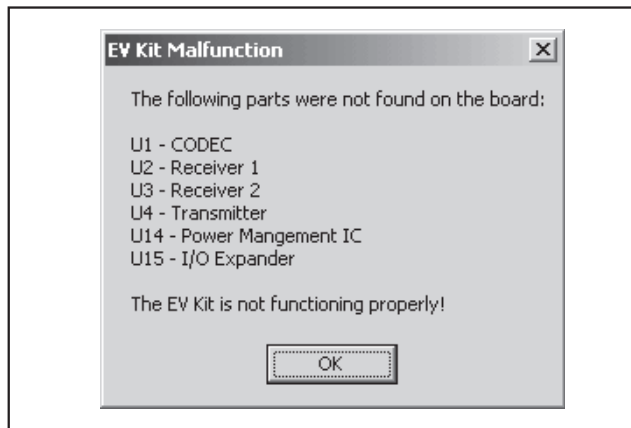 EV Kit Malfunction
The following parts were not found on the board:
U1 - CODEC
U2 - Receiver 1
U3 - Receiver 2
U4 - Transmitter
U14 - Power Mangement IC
U15 - I/O Expander
The EV Kit is not functioning properly!
OK